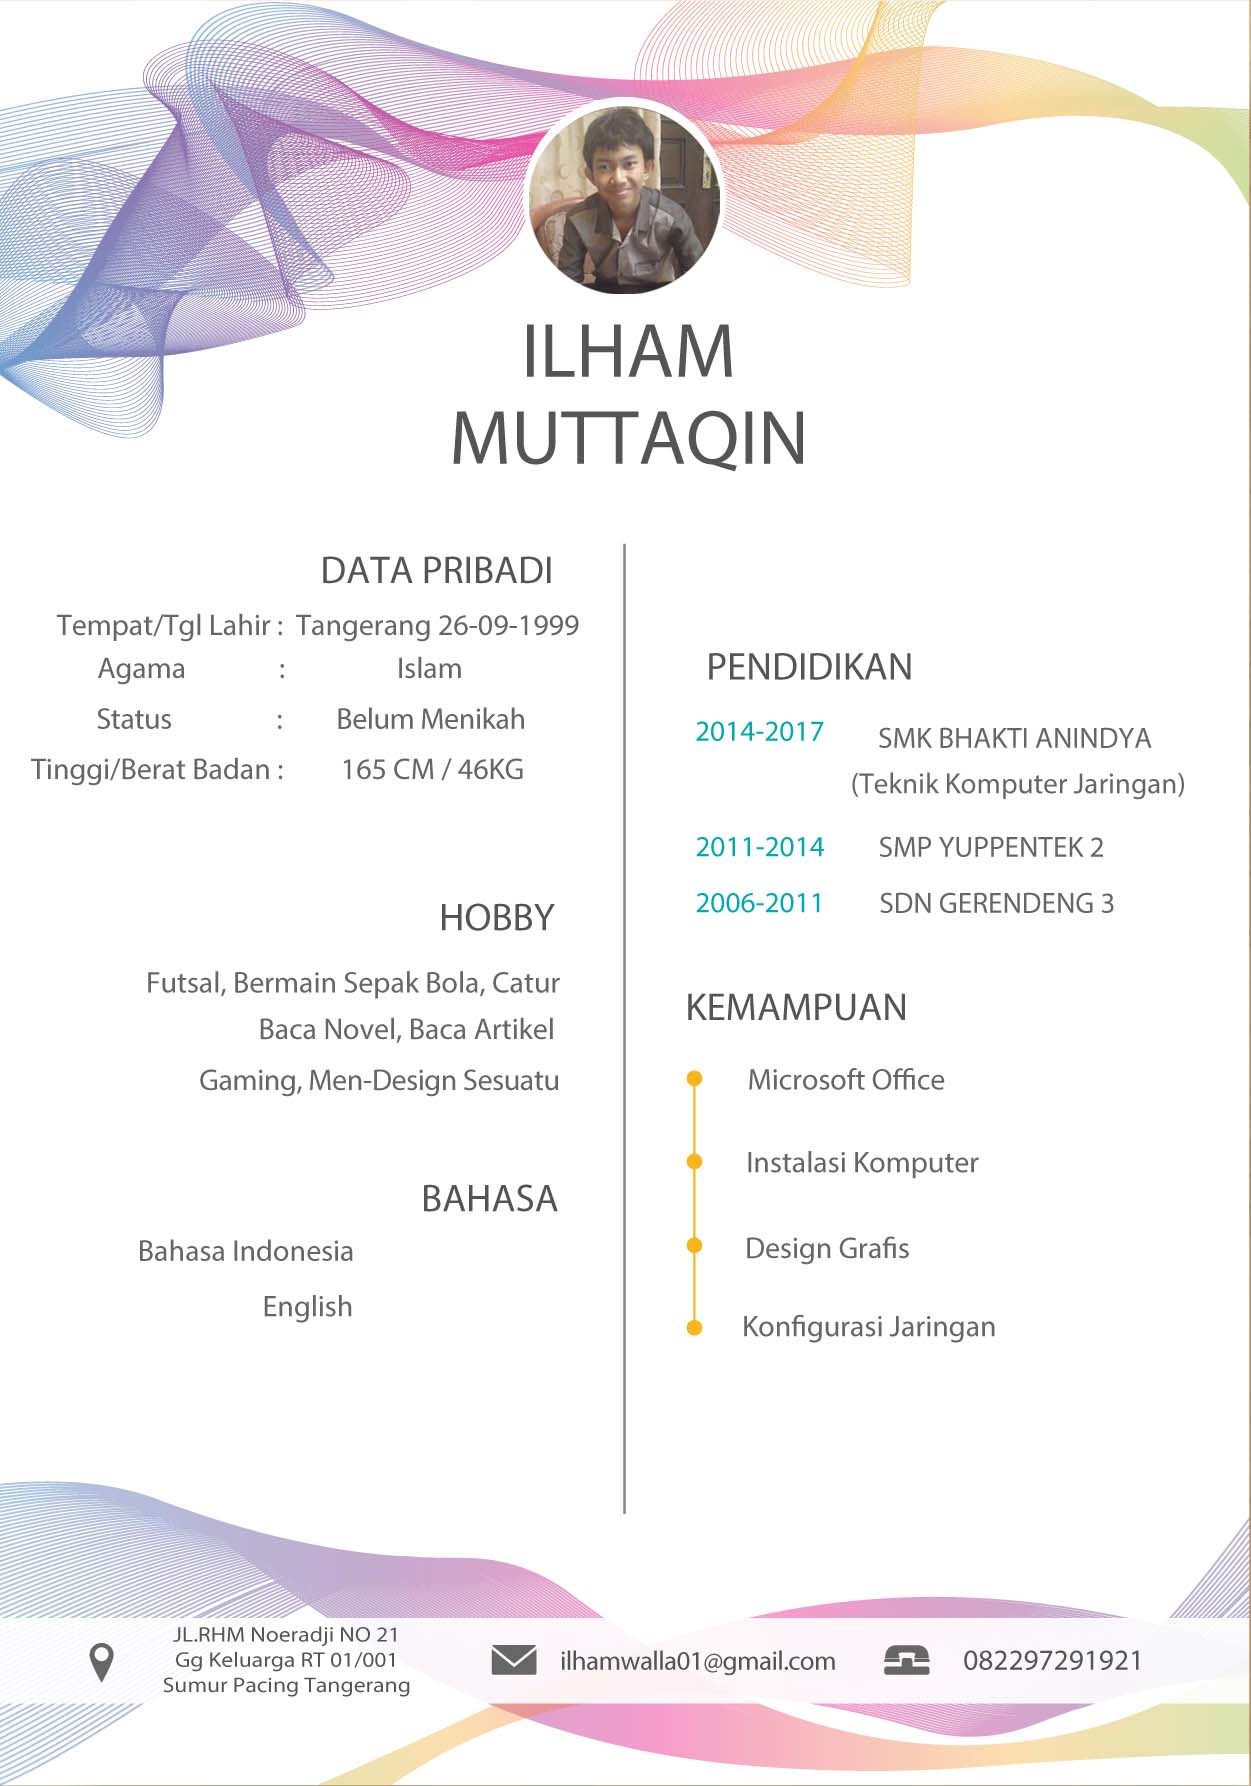 ILHAM
MUTTAQIN
DATA PRIBADI
Tempat/Tgl Lahir : Tangerang 26-09-1999
Agama : Islam
Status : Belum Menikah
Tinggi/Berat Badan : 165 CM / 46KG
HOBBY
Futsal, Bermain Sepak Bola, Catur
Baca Novel, Baca Artikel
Gaming, Men-Design Sesuatu
BAHASA
Bahasa Indonesia
English
PENDIDIKAN
2014-2017 SMK BHAKTI ANINDYA
(Teknik Komputer Jaringan)
2011-2014 SMP YUPPENTEK 2
2006-2011 SDN GERENDENG 3
KEMAMPUAN
Microsoft Office
Instalasi Komputer
Design Grafis
Konfigurasi Jaringan
JL.RHM Noeradji NO 21
Gg Keluarga RT 01/001
Sumur Pacing Tangerang
ilhamwalla01@gmail.com
082297291921